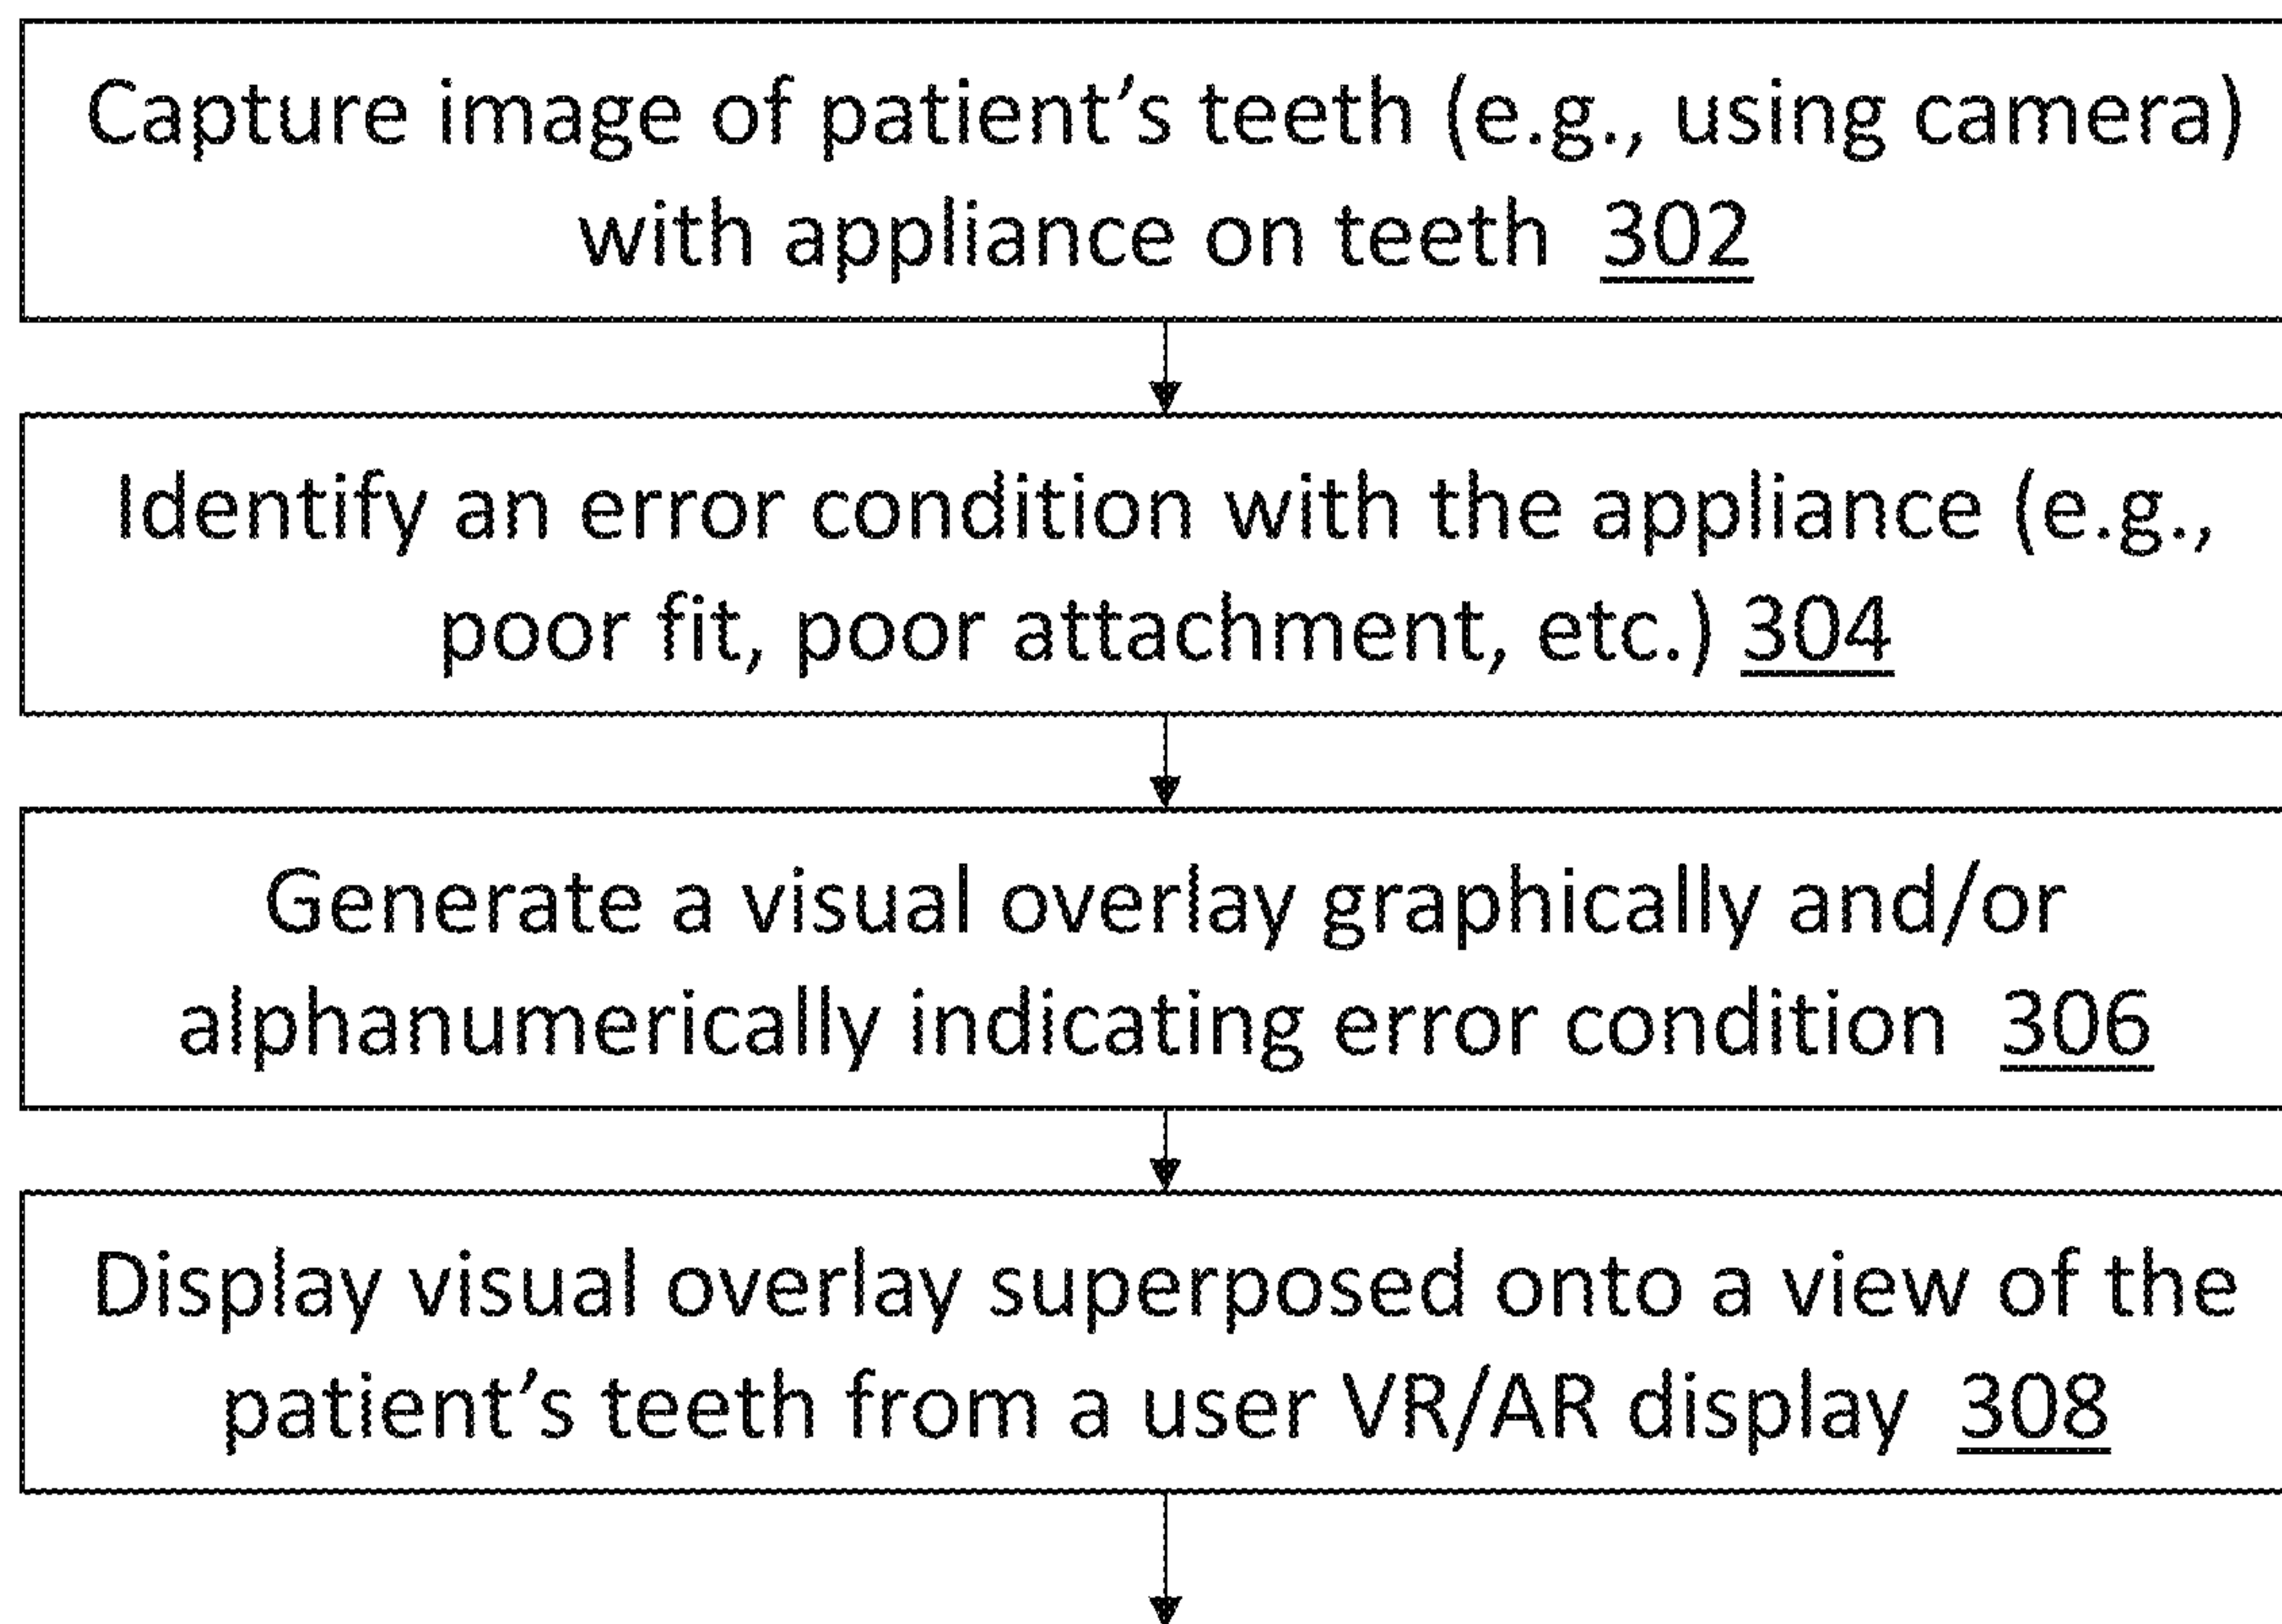 Capture image of patient’s teeth (e.g., using camera)
with appliance on teeth 302
Identify an error condition with the appliance (e.g.,
poor fit, poor attachment, etc.) 304
Generate a visual overlay graphically and/or
alphanumerically indicating error condition 306
Display visual overlay superposed onto a view of the
patient’s teeth from a user VR/AR display 308